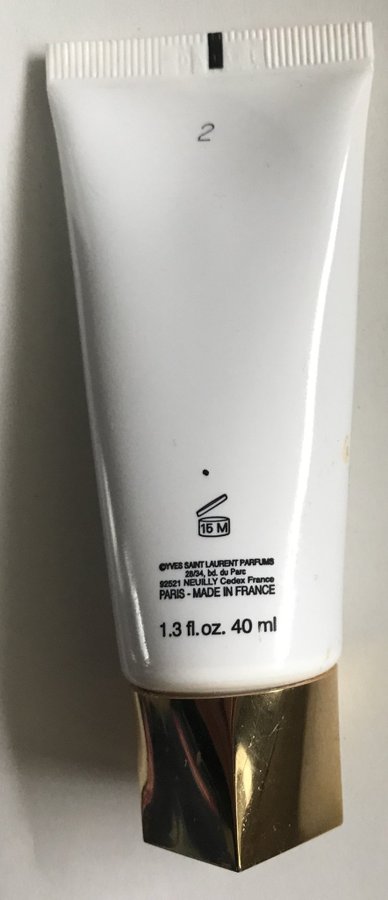 2
15 M
©YVES SAINT LAURENT PARFUMS
28/34, bd. du Parc
92521 NEUILLY Cedex France
PARIS - MADE IN FRANCE
1.3 fl.oz. 40 ml